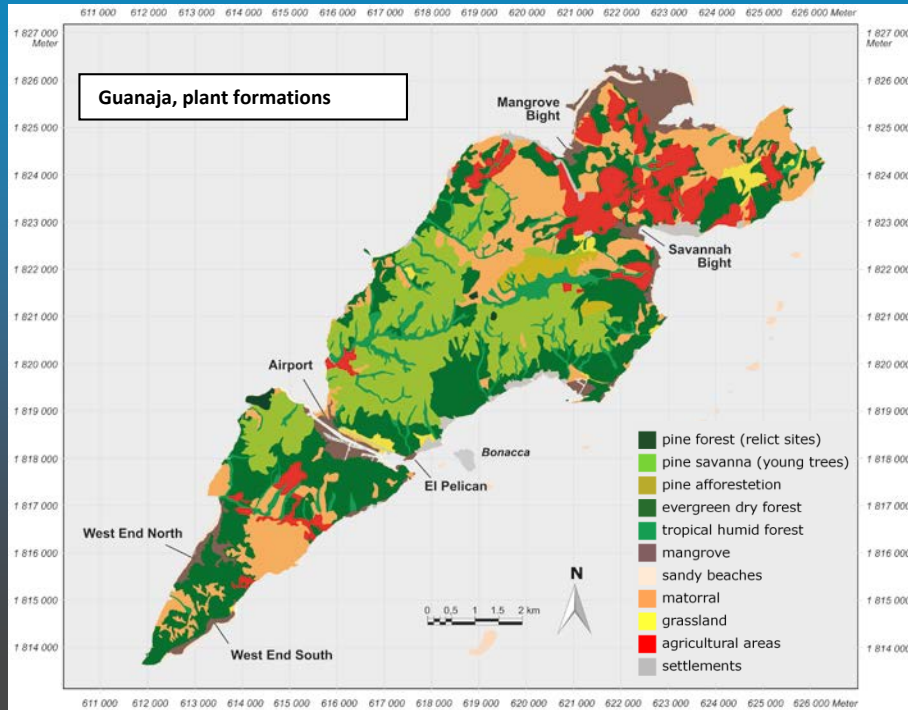 611 000 612 000 613 000 614 000 615 000 616 000 617 000 618 000 619 000 620 000 621 000 622 000 623 000 624 000 625 000 626 000 Meter
1 827 000 1 827 000
Meter Meter
Guanaja, plant formations
1 826 000 1 826 000
Mangrove
Bight
1 825 000 1 825 000
1 824 000 1 824 000
1 823 000 1 823 000
Savannah
Bight
1 822 000 1 822 000
1 821 000 1 821 000
1 820 000 1 820 000
Airport
1 819 000 1 819 000
Bonacca
1 818 000 1 818 000
El Pelican
1 817 000 1 817 000
West End North
1 816 000 1 816 000
1 815 000 1 815 000
West End South
1 814 000 1 814 000
N
0 0,5 1 1.5 2 km
pine forest (relict sites)
pine savanna (young trees)
pine afforestetion
evergreen dry forest
tropical humid forest
mangrove
sandy beaches
matorral
grassland
agricultural areas
settlements
611 000 612 000 613 000 614 000 615 000 616 000 617 000 618 000 619 000 620 000 621 000 622 000 623 000 624 000 625 000 626 000 Meter